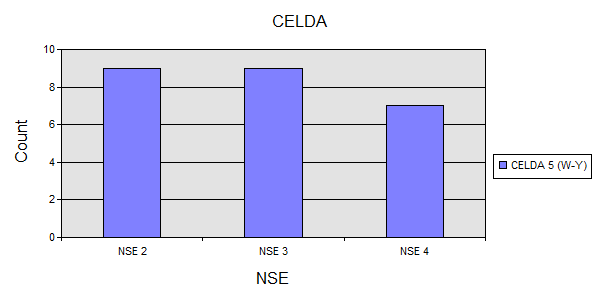 CELDA
Count
10
8
6
4
2
0
NSE 2
NSE 3
NSE 4
NSE
CELDA 5 (W-Y)